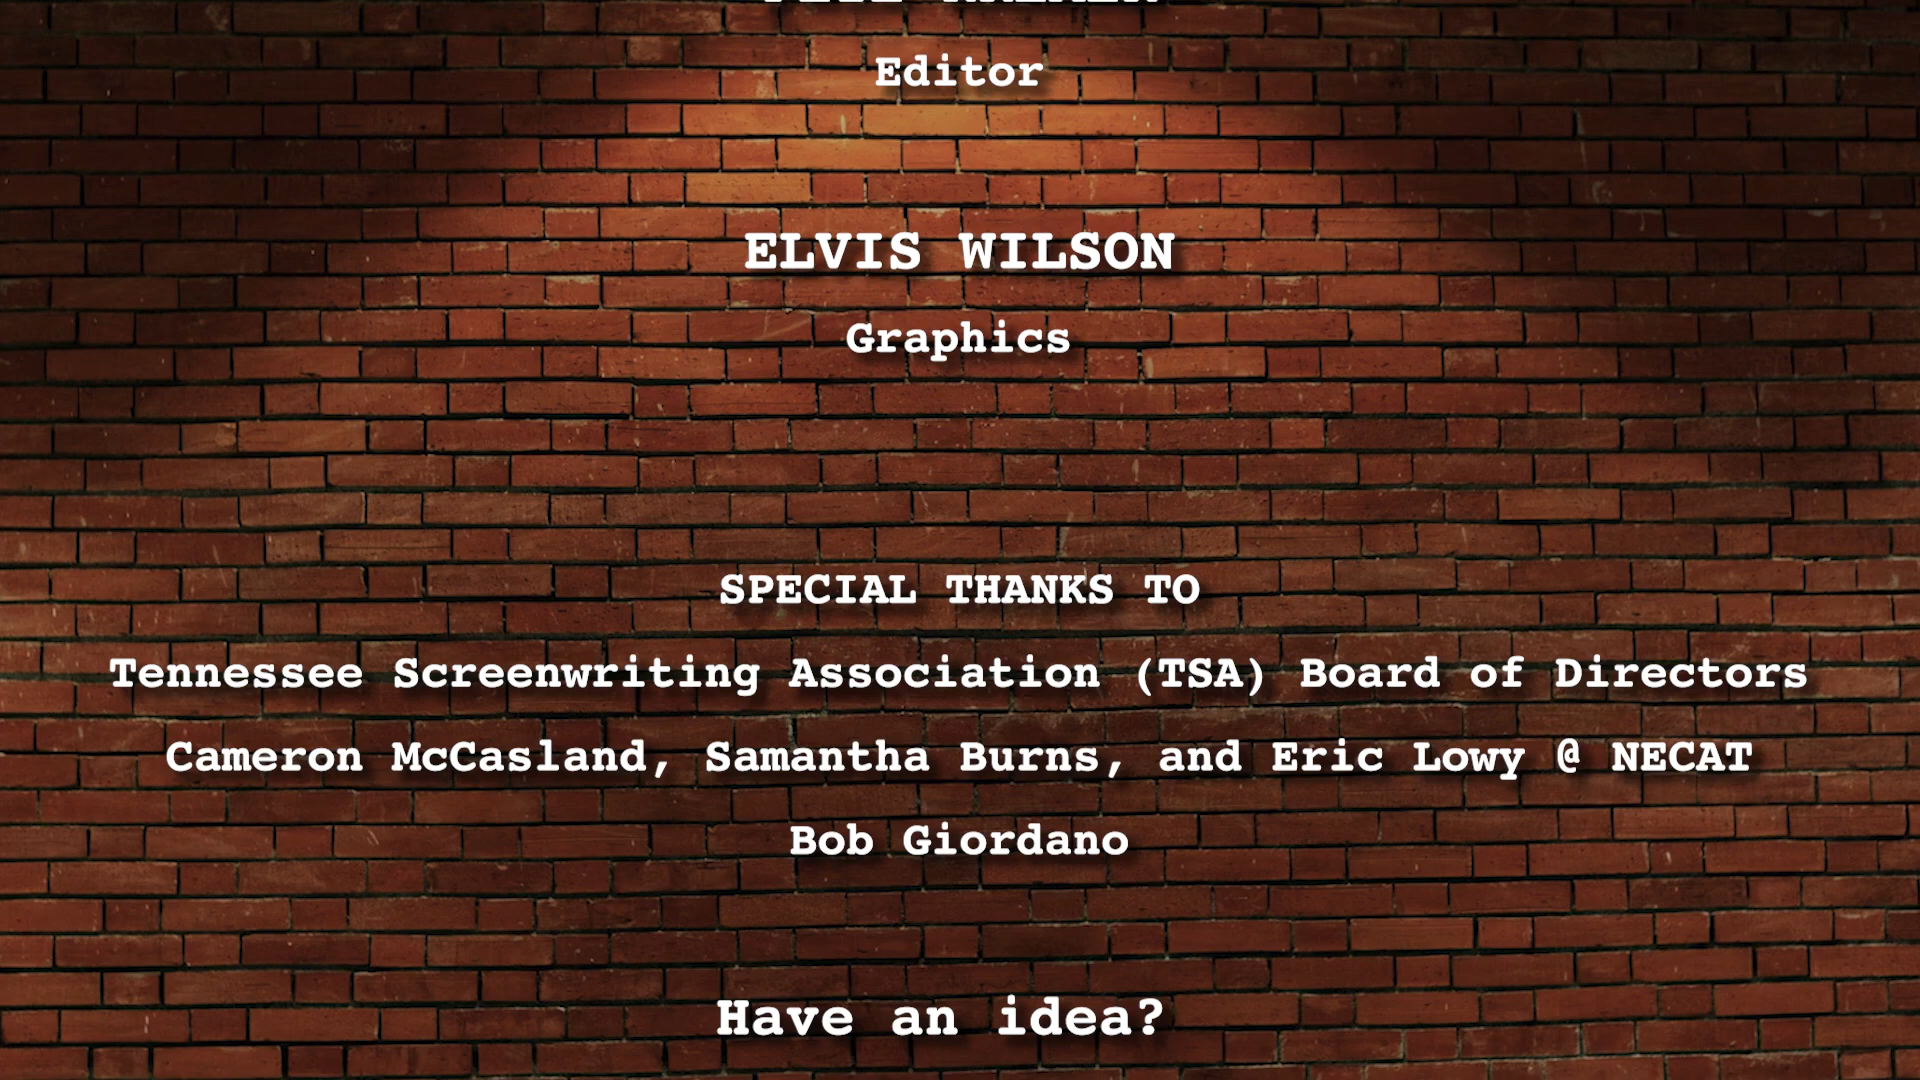 Editor
ELVIS WILSON
Graphics
SPECIAL THANKS TO
Tennessee Screenwriting Association (TSA) Board of Directors
Cameron McCasland, Samantha Burns, and Eric Lowy @ NECAT
Bob Giordano
Have an idea?